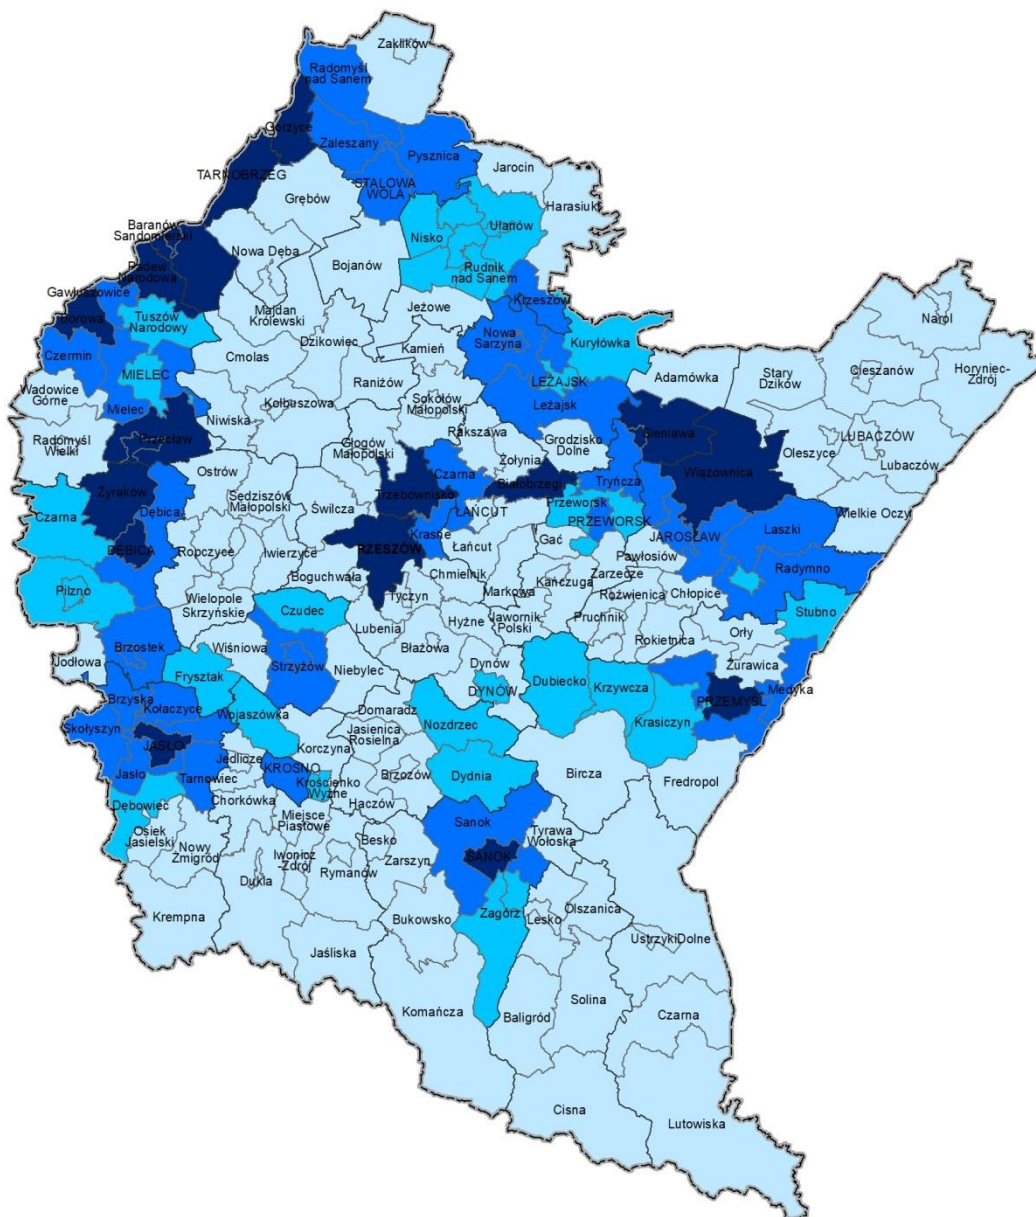 Zaklików
Radomyśl
nad Sanem
Gorzyce
Zaleszany
Pysznica
TARNOBRZEG
STALOWA
WOLA
Jarocin
Grębów
Harasiuki
Baranów
Sandomierski
Nisko
Ulanów
Nowa Dęba
Bojanów
Rudnik
nad Sanem
Padew
Narodowa
Gawłuszowice
Borowa
Tuszów
Narodowy
Majdan
Królewski
Jeżowe
Krzeszów
Narol
Czermin
Cmolas
Dzikowiec
Kamień
Nowa
Sarzyna
Kuryłówka
Cieszanów
Horyniec-
Zdrój
MIELEC
Wadowice
Górne
Raniżów
LEŻAJSK
Adamówka
Stary
Dzików
Mielec
Niwiska
Kolbuszowa
Sokołów
Małopolski
Leżajsk
Radomyśl
Wielki
Przecław
Głogów
Małopolski
Rakszawa
Grodzisko
Dolne
Sieniawa
LUBACZÓW
Oleszyce
Lubaczów
Ostrów
Żołynia
Wiązownica
Żyraków
Czarna
Dębica
Sędziszów
Małopolski
Świlcza
Trzebownisko
Czarna
Białobrzegi
Tryńcza
Przeworsk
Wielkie Oczy
ŁAŃCUT
PRZEWORSK
Laszki
DĘBICA
Ropczyce
Iwierzyce
RZESZÓW
Krasne
Łańcut
Gać
JAROSŁAW
Pawłosiów
Boguchwała
Chmielnik
Kańczuga
Zarzecze
Radymno
Pilzno
Wielopole
Skrzyńskie
Czudec
Tyczyn
Markowa
Roźwienica
Chłopice
Stubno
Lubenia
Hyżne
Jawornik
Polski
Pruchnik
Rokietnica
Orły
Brzostek
Wiśniowa
Błażowa
Żurawica
Jodłowa
Frysztak
Strzyżów
Niebylec
Dynów
DYNÓW
Dubiecko
Krzywcza
PRZEMYŚL
Medyka
Brzyska
Kołaczyce
Wojaszówka
Domaradz
Nozdrzec
Krasiczyn
Skołyszyn
JASŁO
Korczyna
Jasienica
Rosielna
Jedlicze
KROSNO
Krościenko
Wyżne
Brzozów
Dydnia
Bircza
Fredropol
Jasło
Tarnowiec
Chorkówka
Haczów
Dębowiec
Miejsce
Piastowe
Sanok
Tyrawa
Wołoska
Osiek
Jasielski
Nowy
Żmigród
Iwonicz
-Zdrój
Besko
Zarszyn
SANOK
Dukla
Rymanów
Krempna
Bukowsko
Zagórz
Lesko
Olszanica
UstrzykiDolne
Jaśliska
Komańcza
Baligród
Solina
Czarna
Cisna
Lutowiska